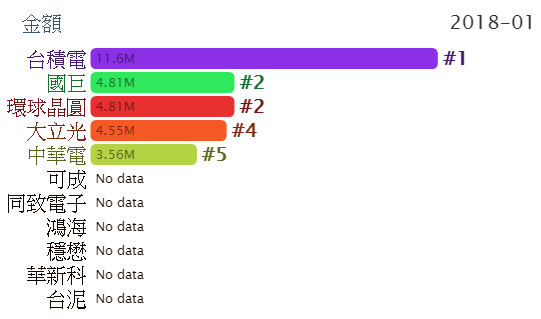 金額 2018-01
台積電 11.6M #1
國巨 4.81M #2
環球晶圓 4.81M #2
大立光 4.55M #4
中華電 3.56M #5
可成 No data
同致電子 No data
鴻海 No data
穩懋 No data
華新科 No data
台泥 No data